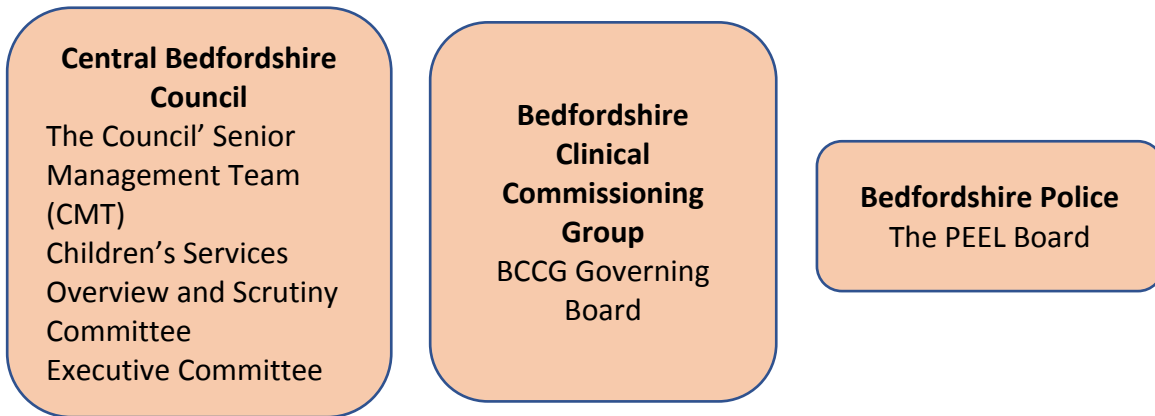 Central Bedfordshire
Council
The Council’ Senior
Management Team
(CMT)
Children’s Services
Overview and Scrutiny
Committee
Executive Committee
Bedfordshire
Clinical
Commissioning
Group
BCCG Governing
Board
Bedfordshire Police
The PEEL Board